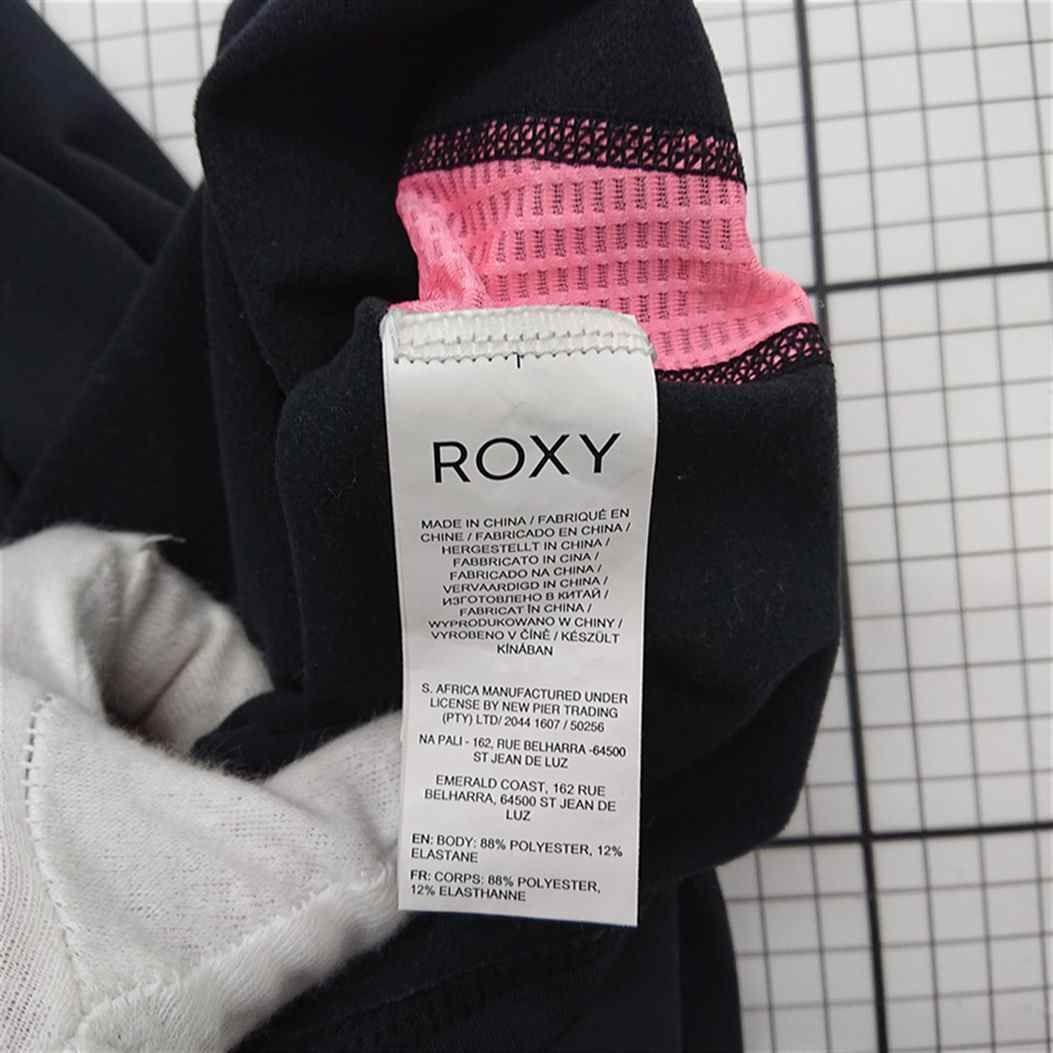 ROXY
MADE IN CHINA / FABRIQUÉ EN
CHINE / FABRICADO EN CHINA /
HERGESTELLT IN CHINA /
FABBRICATO IN CINA /
FABRICADO NA CHINA /
VERVAARDIGD IN CHINA /
ИЗГОТОВЛЕНО В КИТАЙ /
FABRICAT ÎN CHINA /
WYPRODUKOWANO W CHINY /
VYROBENO V ČÍNĚ / KÉSZÜLT
KÍNÁBAN
S. AFRICA MANUFACTURED UNDER
LICENSE BY NEW PIER TRADING
(PTY) LTD/ 2044 1607 / 50256
NA PALI - 162, RUE BELHARRA -64500
ST JEAN DE LUZ
EMERALD COAST, 162 RUE
BELHARRA, 64500 ST JEAN DE
LUZ
EN: BODY: 88% POLYESTER, 12%
ELASTANE
FR: CORPS: 88% POLYESTER,
12% ELASTHANNE